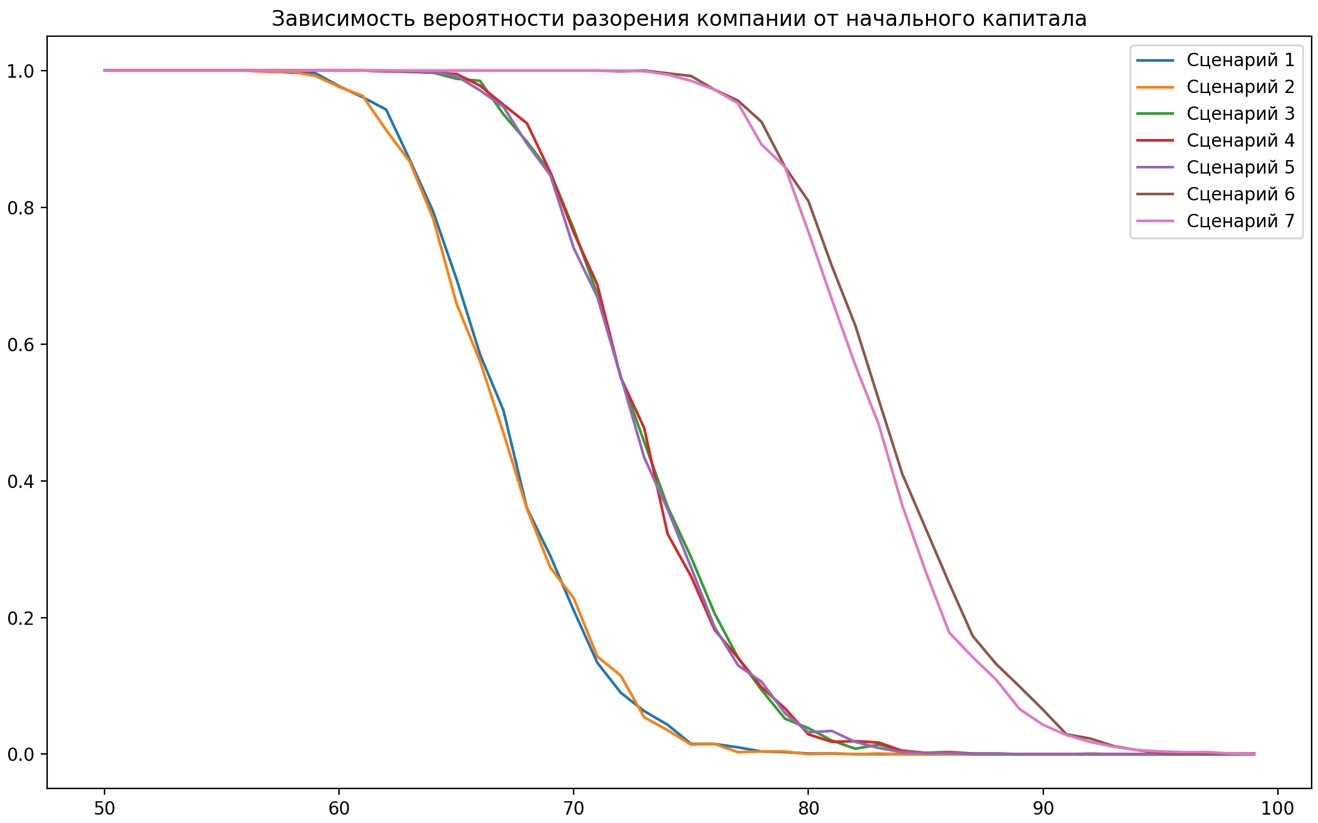 Зависимость вероятности разорения компании от начального капитала
1.0
0.8
0.6
0.4
0.2
0.0
50
60
70
80
90
100
Сценарий 1
Сценарий 2
Сценарий 3
Сценарий 4
Сценарий 5
Сценарий 6
Сценарий 7